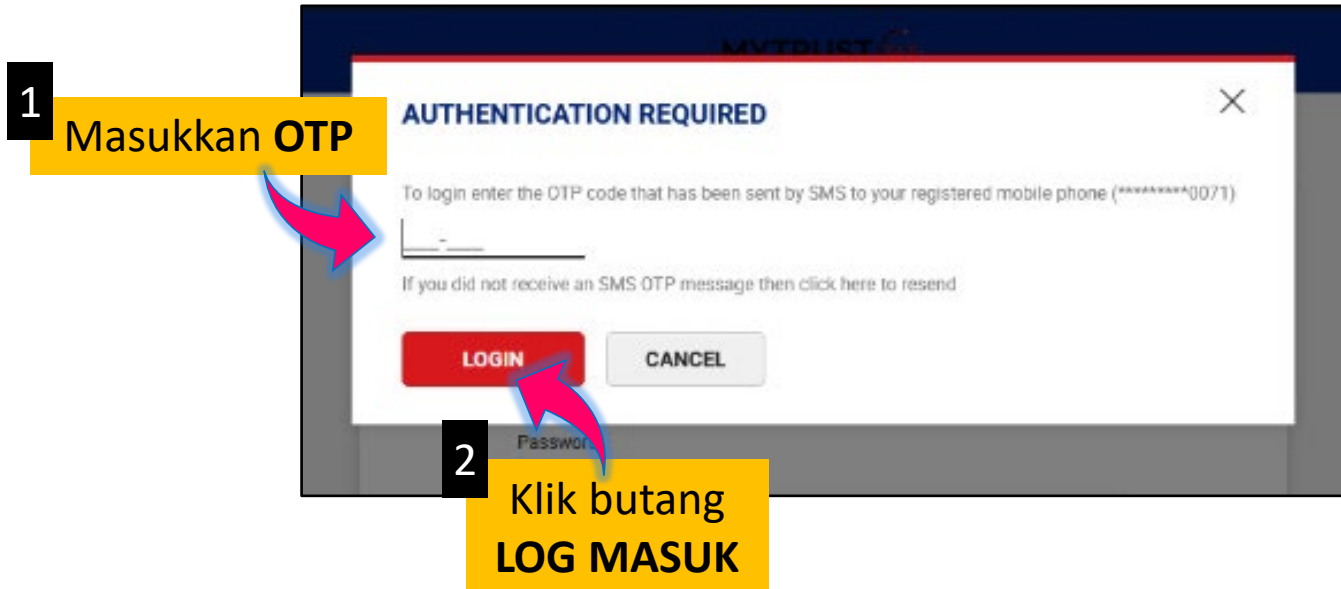 MYTRUST
1
Masukkan OTP
AUTHENTICATION REQUIRED
To login enter the OTP code that has been sent by SMS to your registered mobile phone (*********0071)
___-___
If you did not receive an SMS OTP message then click here to resend
LOGIN
CANCEL
Password
2
Klik butang
LOG MASUK